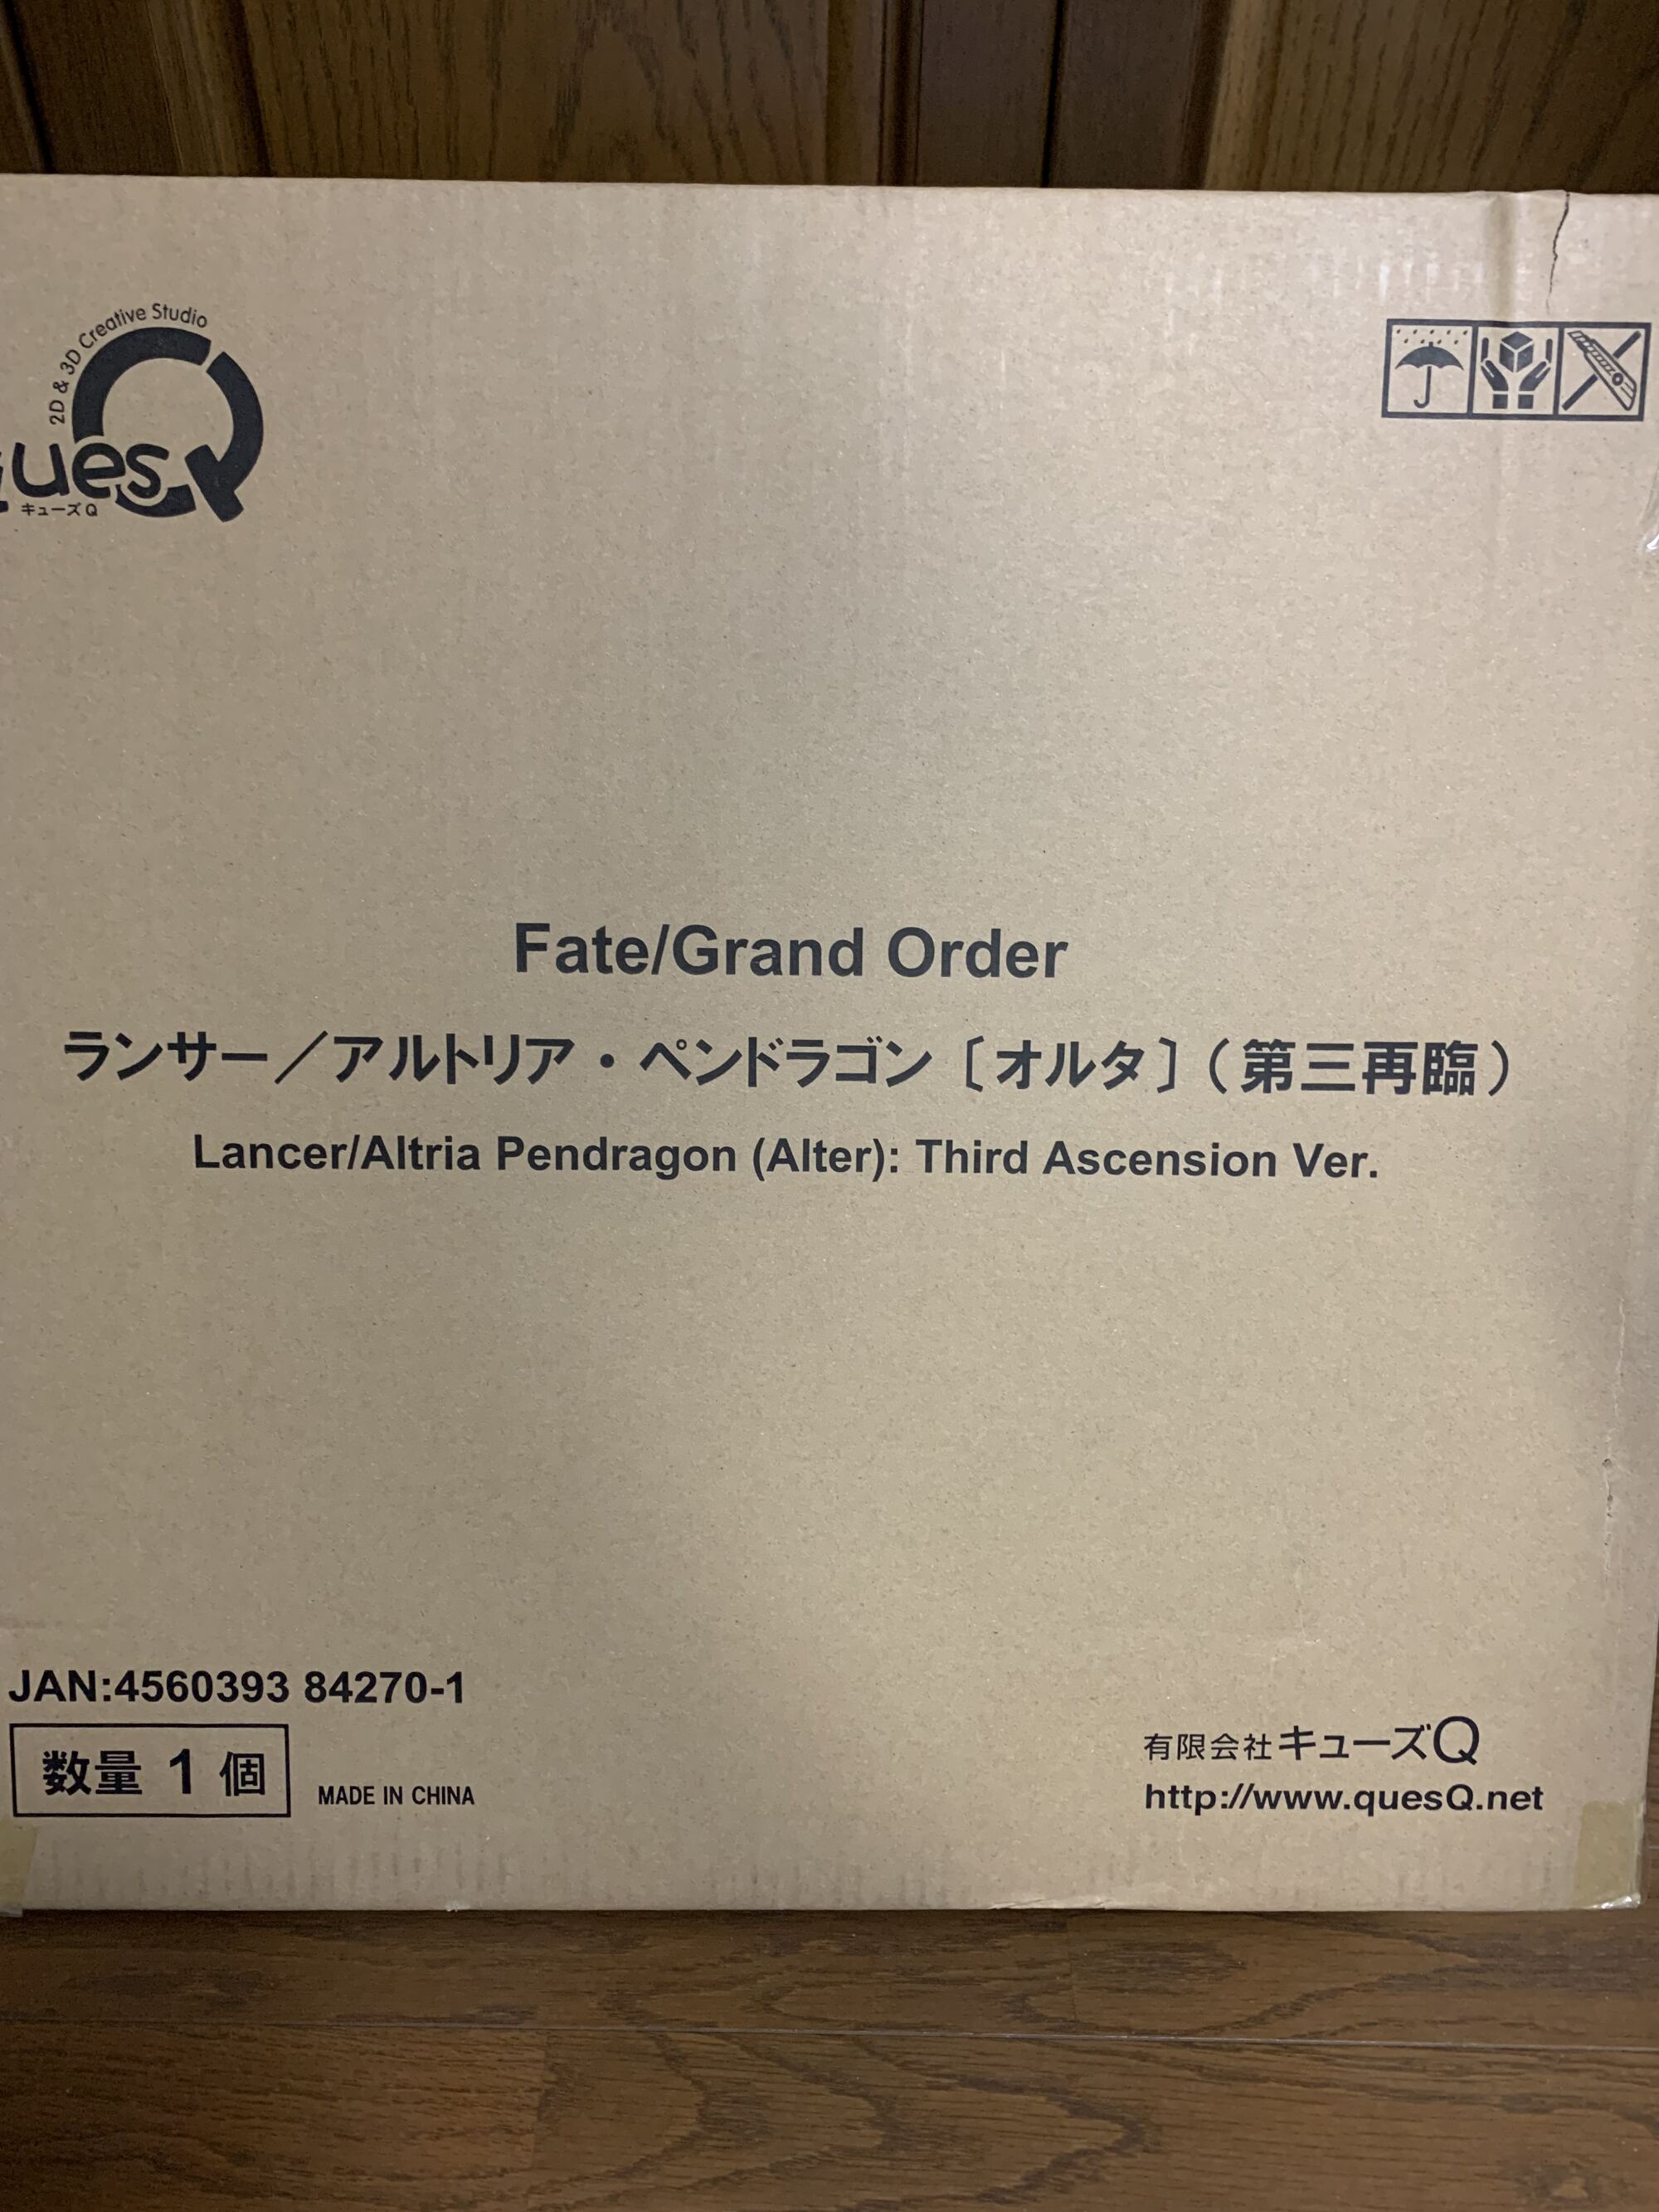 2D & 3D Creative Studio
quesQ
キューズQ
Fate/Grand Order
ランサー／アルトリア・ペンドラゴン〔オルタ〕（第三再臨）
Lancer/Altria Pendragon (Alter): Third Ascension Ver.
JAN:4560393 84270-1
数量 1 個
MADE IN CHINA
有限会社キューズQ
http://www.quesQ.net